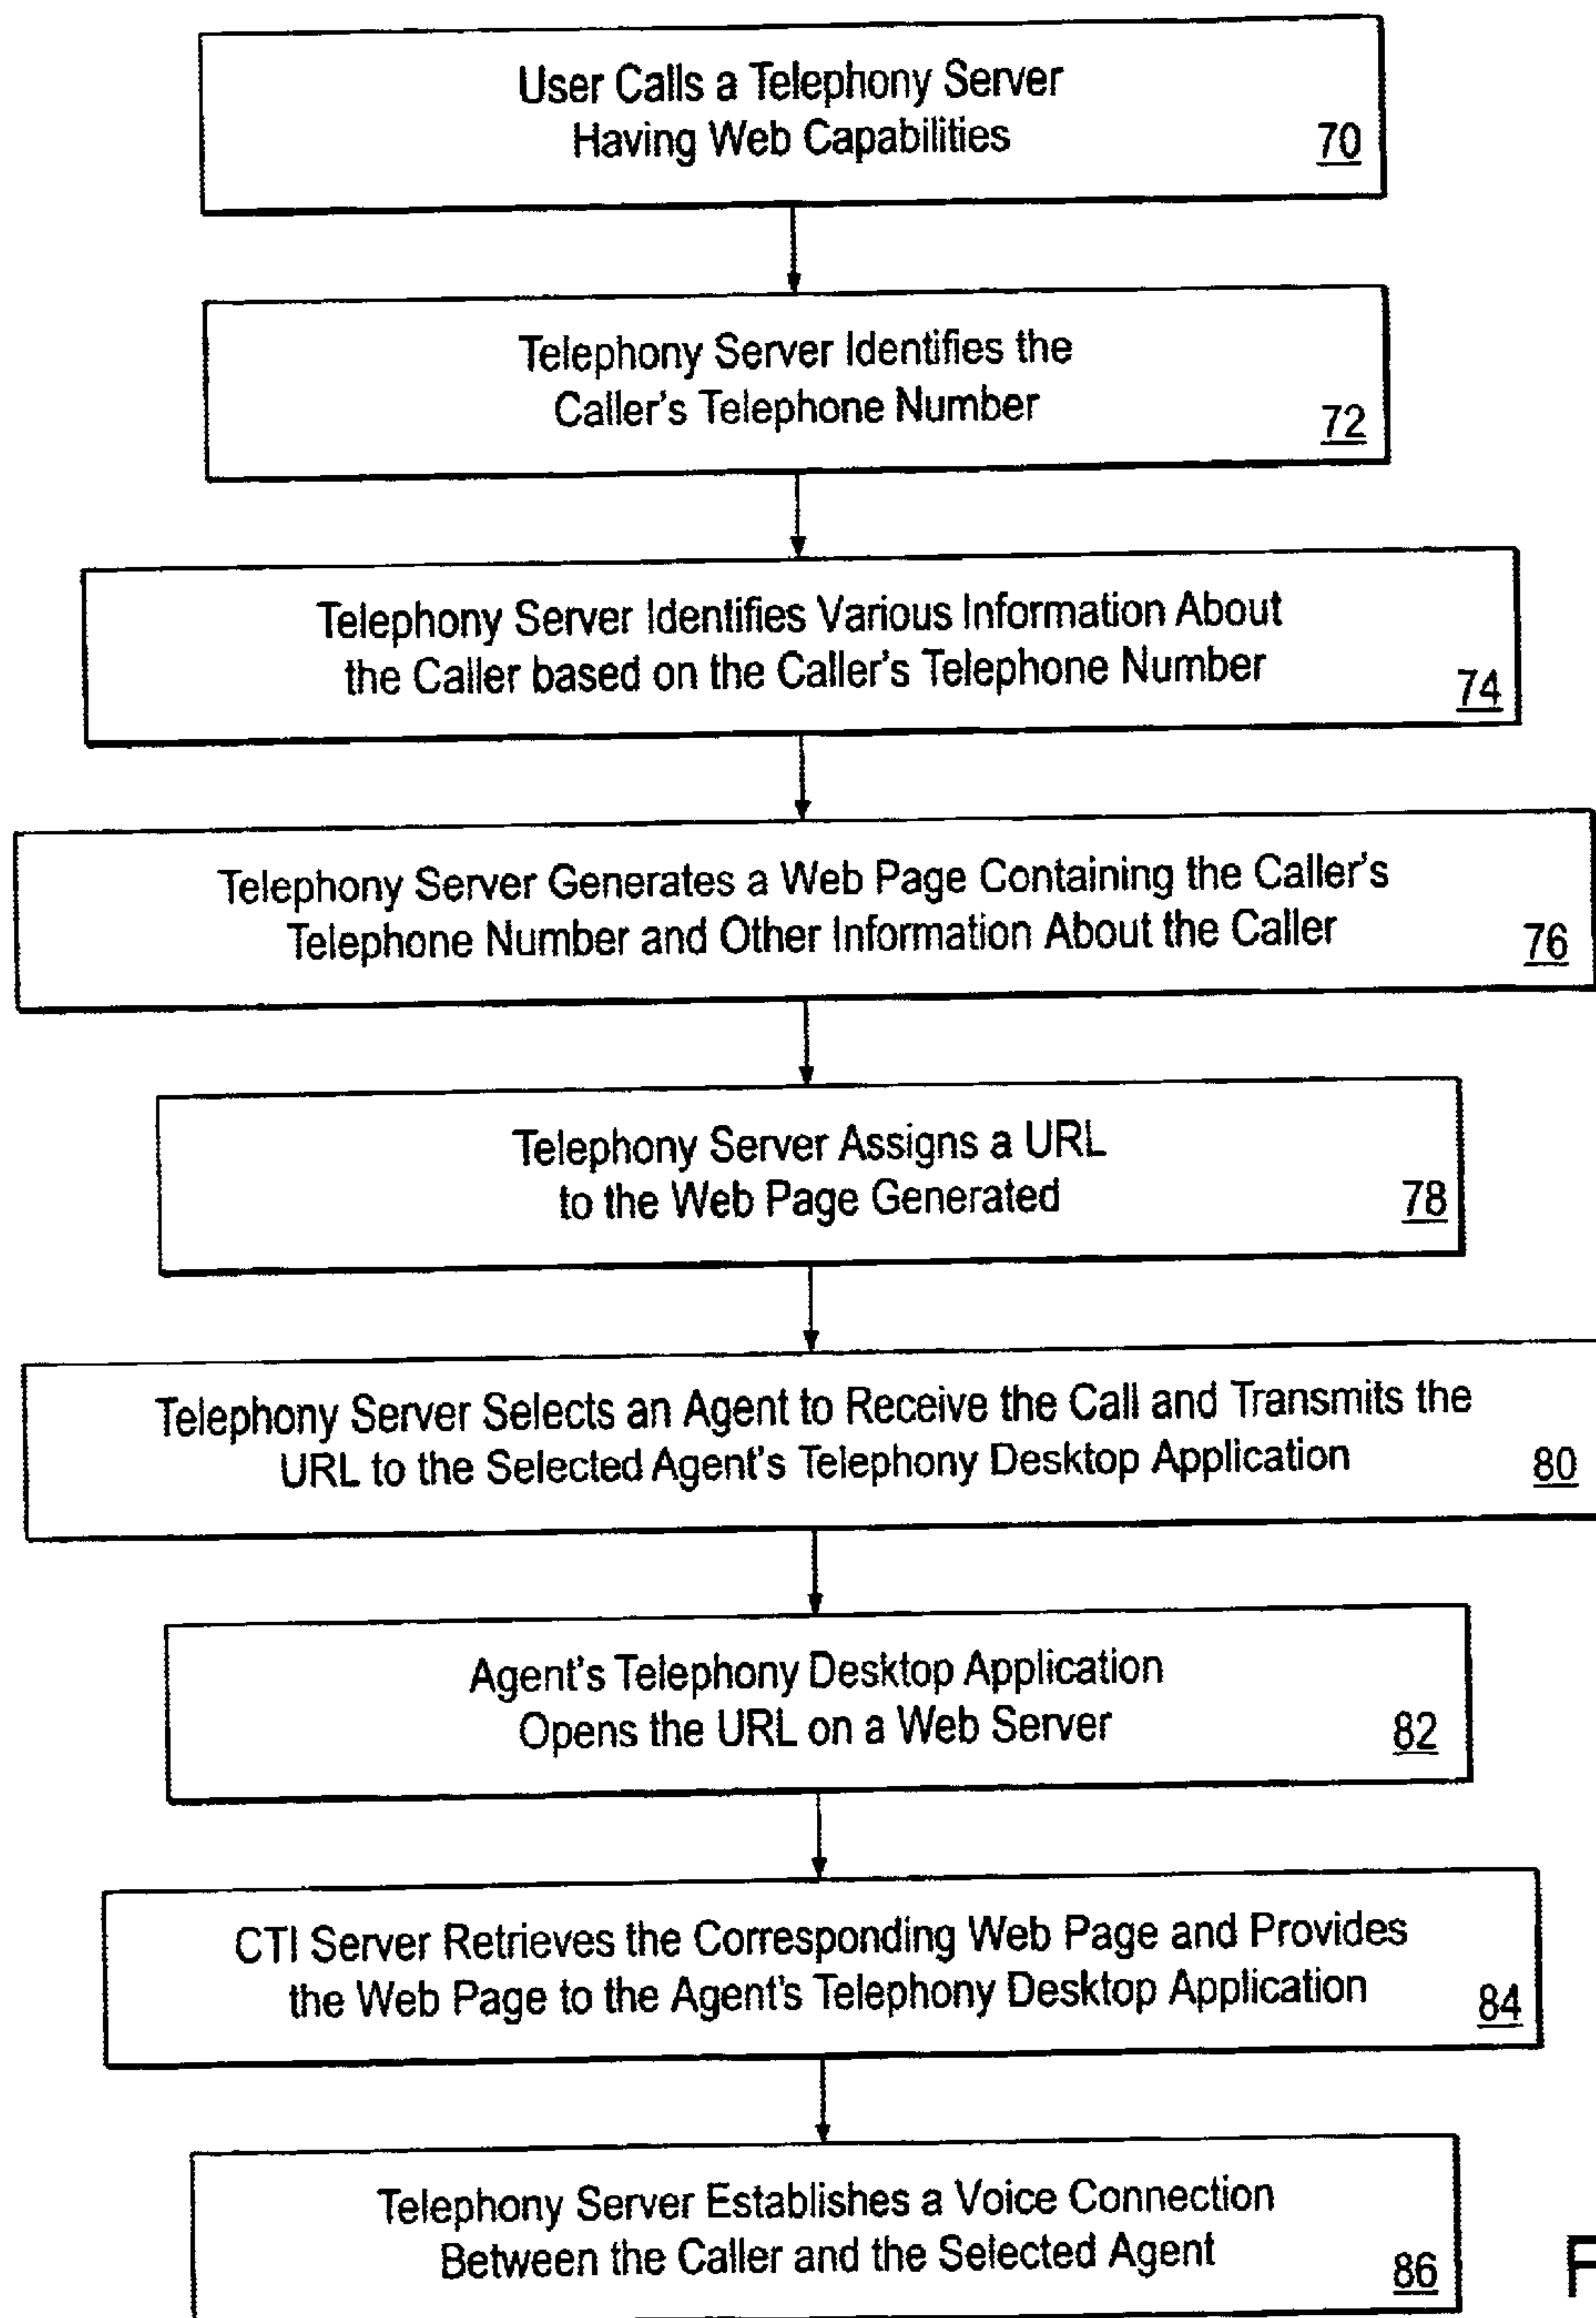 User Calls a Telephony Server
Having Web Capabilities
70
Telephony Server Identifies the
Caller's Telephone Number
72
Telephony Server Identifies Various Information About
the Caller based on the Caller's Telephone Number
74
Telephony Server Generates a Web Page Containing the Caller's
Telephone Number and Other Information About the Caller
76
Telephony Server Assigns a URL
to the Web Page Generated
78
Telephony Server Selects an Agent to Receive the Call and Transmits the
URL to the Selected Agent's Telephony Desktop Application
80
Agent's Telephony Desktop Application
Opens the URL on a Web Server
82
CTI Server Retrieves the Corresponding Web Page and Provides
the Web Page to the Agent's Telephony Desktop Application
84
Telephony Server Establishes a Voice Connection
Between the Caller and the Selected Agent
86
F